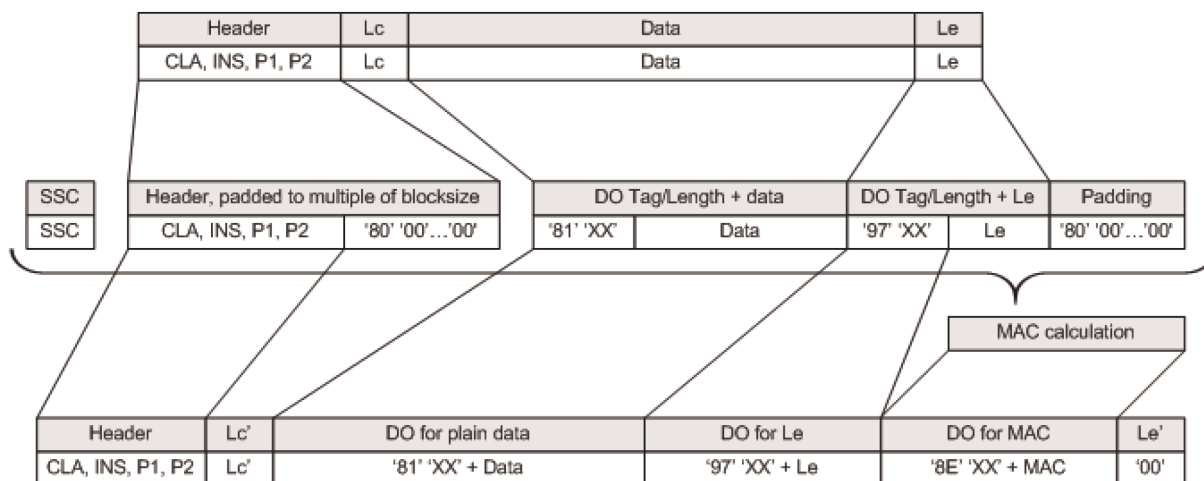 Header Lc Data Le
CLA, INS, P1, P2 Lc Data Le
SSC Header, padded to multiple of blocksize DO Tag/Length + data DO Tag/Length + Le Padding
SSC CLA, INS, P1, P2 '80' '00'…'00' '81' 'XX' Data '97' 'XX' Le '80' '00'…'00'
MAC calculation
Header Lc' DO for plain data DO for Le DO for MAC Le'
CLA, INS, P1, P2 Lc' '81' 'XX' + Data '97' 'XX' + Le '8E' 'XX' + MAC '00'